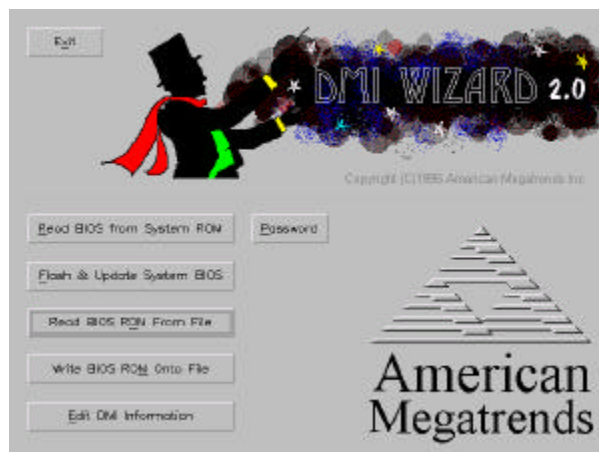 Exit
DMI WIZARD 2.0
Copyright (C)1996 American Megatrends Inc
Read BIOS from System ROM
Password
Flash & Update System BIOS
Read BIOS ROM From File
Write BIOS ROM Onto File
Edit DMI Information
American
Megatrends